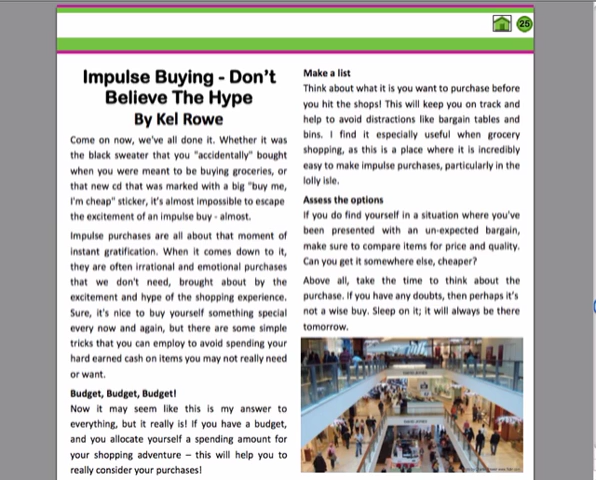 25
Impulse Buying - Don't
Believe The Hype
By Kel Rowe
Come on now, we've all done it. Whether it was
the black sweater that you "accidentally" bought
when you were meant to be buying groceries, or
that new cd that was marked with a big "buy me,
I'm cheap" sticker, it's almost impossible to escape
the excitement of an impulse buy - almost.
Impulse purchases are all about that moment of
instant gratification. When it comes down to it,
they are often irrational and emotional purchases
that we don't need, brought about by the
excitement and hype of the shopping experience.
Sure, it's nice to buy yourself something special
every now and again, but there are some simple
tricks that you can employ to avoid spending your
hard earned cash on items you may not really need
or want.
Budget, Budget, Budget!
Now it may seem like this is my answer to
everything, but it really is! If you have a budget,
and you allocate yourself a spending amount for
your shopping adventure – this will help you to
really consider your purchases!
Make a list
Think about what it is you want to purchase before
you hit the shops! This will keep you on track and
help to avoid distractions like bargain tables and
bins. I find it especially useful when grocery
shopping, as this is a place where it is incredibly
easy to make impulse purchases, particularly in the
lolly isle.
Assess the options
If you do find yourself in a situation where you've
been presented with an un-expected bargain,
make sure to compare items for price and quality.
Can you get it somewhere else, cheaper?
Above all, take the time to think about the
purchase. If you have any doubts, then perhaps it's
not a wise buy. Sleep on it; it will always be there
tomorrow.